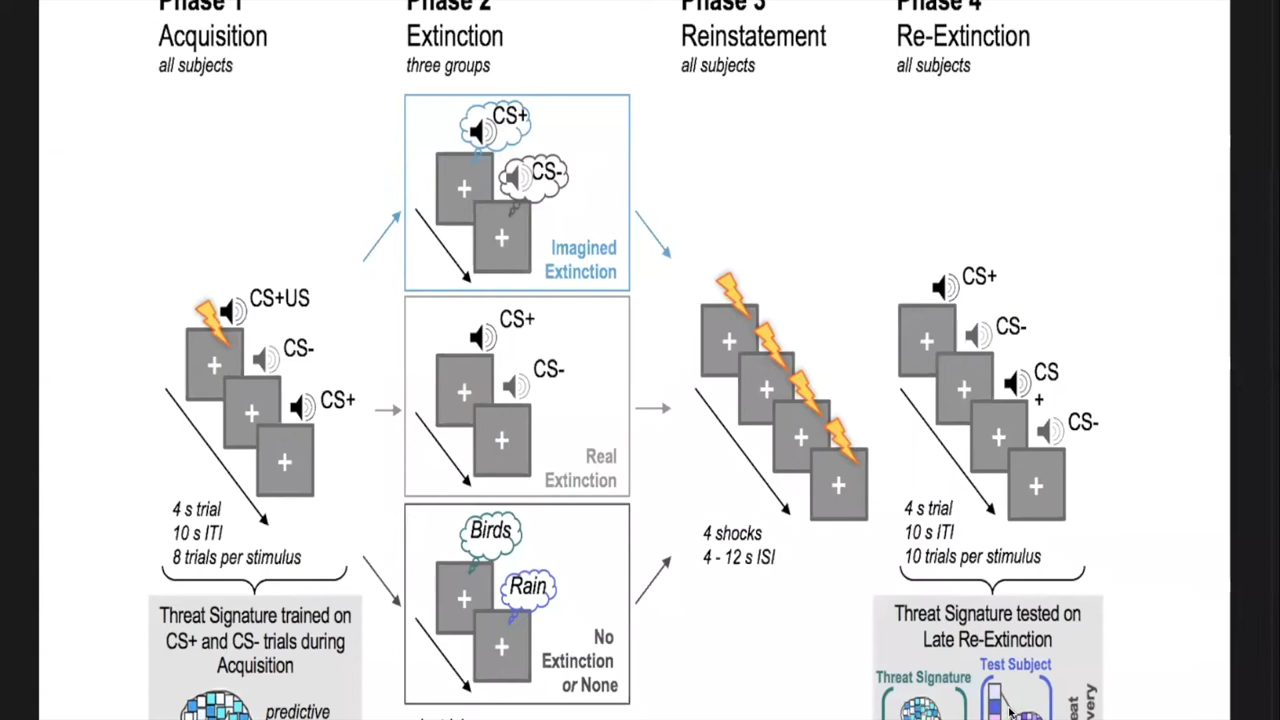 Phase 1
Acquisition
all subjects
Phase 2
Extinction
three groups
Phase 3
Reinstatement
all subjects
Phase 4
Re-Extinction
all subjects
CS+
CS-
Imagined
Extinction
CS+US
CS-
CS+
4 s trial
10 s ITI
8 trials per stimulus
CS+
CS-
Real
Extinction
Birds
Rain
No
Extinction
or None
4 shocks
4 - 12 s ISI
CS+
CS-
CS
+
CS-
4 s trial
10 s ITI
10 trials per stimulus
Threat Signature trained on
CS+ and CS- trials during
Acquisition
predictive
Threat Signature tested on
Late Re-Extinction
Threat Signature
Test Subject